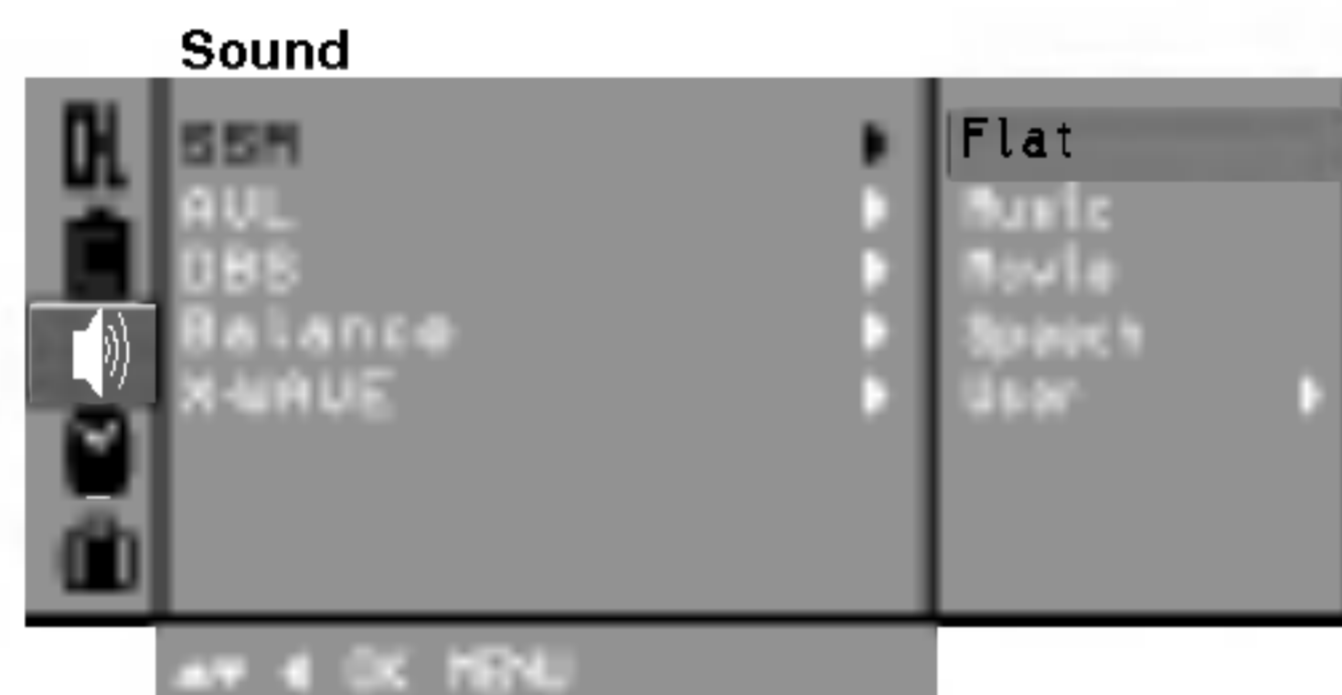 Sound
SSM
AVL
DBS
Balance
X-WAVE
Flat
Music
Movie
Speech
User
OK MENU